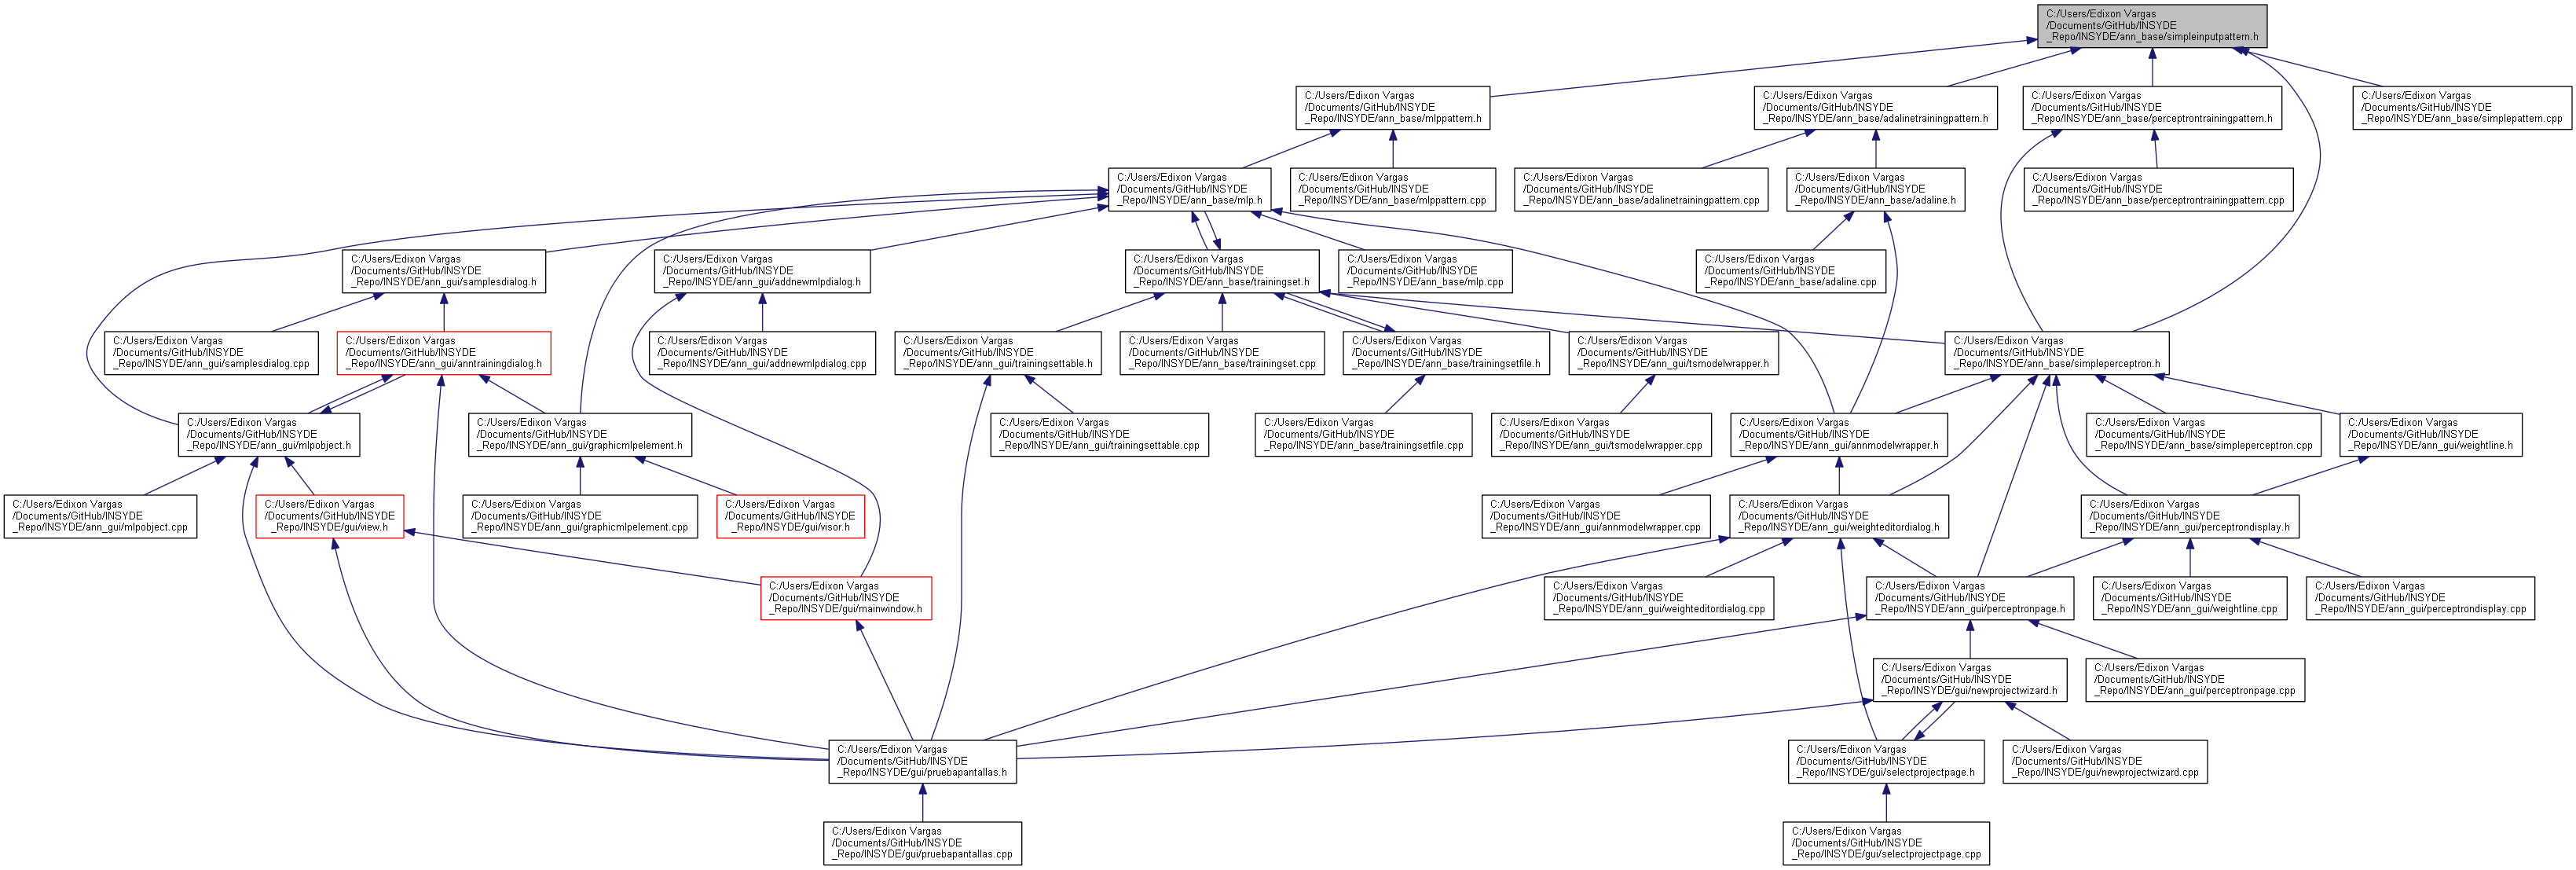 C:/Users/Edixon Vargas
/Documents/GitHub/INSYDE
_Repo/INSYDE/ann_base/simpleinputpattern.h
C:/Users/Edixon Vargas
/Documents/GitHub/INSYDE
_Repo/INSYDE/ann_base/mlppattern.h
C:/Users/Edixon Vargas
/Documents/GitHub/INSYDE
_Repo/INSYDE/ann_base/adalinetrainingpattern.h
C:/Users/Edixon Vargas
/Documents/GitHub/INSYDE
_Repo/INSYDE/ann_base/perceptrontrainingpattern.h
C:/Users/Edixon Vargas
/Documents/GitHub/INSYDE
_Repo/INSYDE/ann_base/simplepattern.cpp
C:/Users/Edixon Vargas
/Documents/GitHub/INSYDE
_Repo/INSYDE/ann_base/mlp.h
C:/Users/Edixon Vargas
/Documents/GitHub/INSYDE
_Repo/INSYDE/ann_base/mlppattern.cpp
C:/Users/Edixon Vargas
/Documents/GitHub/INSYDE
_Repo/INSYDE/ann_base/adalinetrainingpattern.cpp
C:/Users/Edixon Vargas
/Documents/GitHub/INSYDE
_Repo/INSYDE/ann_base/adaline.h
C:/Users/Edixon Vargas
/Documents/GitHub/INSYDE
_Repo/INSYDE/ann_base/perceptrontrainingpattern.cpp
C:/Users/Edixon Vargas
/Documents/GitHub/INSYDE
_Repo/INSYDE/ann_gui/samplesdialog.h
C:/Users/Edixon Vargas
/Documents/GitHub/INSYDE
_Repo/INSYDE/ann_gui/addnewmlpdialog.h
C:/Users/Edixon Vargas
/Documents/GitHub/INSYDE
_Repo/INSYDE/ann_base/trainingset.h
C:/Users/Edixon Vargas
/Documents/GitHub/INSYDE
_Repo/INSYDE/ann_base/mlp.cpp
C:/Users/Edixon Vargas
/Documents/GitHub/INSYDE
_Repo/INSYDE/ann_base/adaline.cpp
C:/Users/Edixon Vargas
/Documents/GitHub/INSYDE
_Repo/INSYDE/ann_gui/samplesdialog.cpp
C:/Users/Edixon Vargas
/Documents/GitHub/INSYDE
_Repo/INSYDE/ann_gui/anntrainingdialog.h
C:/Users/Edixon Vargas
/Documents/GitHub/INSYDE
_Repo/INSYDE/ann_gui/addnewmlpdialog.cpp
C:/Users/Edixon Vargas
/Documents/GitHub/INSYDE
_Repo/INSYDE/ann_gui/trainingsettable.h
C:/Users/Edixon Vargas
/Documents/GitHub/INSYDE
_Repo/INSYDE/ann_base/trainingset.cpp
C:/Users/Edixon Vargas
/Documents/GitHub/INSYDE
_Repo/INSYDE/ann_base/trainingsetfile.h
C:/Users/Edixon Vargas
/Documents/GitHub/INSYDE
_Repo/INSYDE/ann_gui/tsmodelwrapper.h
C:/Users/Edixon Vargas
/Documents/GitHub/INSYDE
_Repo/INSYDE/ann_base/simpleperceptron.h
C:/Users/Edixon Vargas
/Documents/GitHub/INSYDE
_Repo/INSYDE/ann_gui/mlpobject.h
C:/Users/Edixon Vargas
/Documents/GitHub/INSYDE
_Repo/INSYDE/ann_gui/graphicmlpelement.h
C:/Users/Edixon Vargas
/Documents/GitHub/INSYDE
_Repo/INSYDE/ann_gui/trainingsettable.cpp
C:/Users/Edixon Vargas
/Documents/GitHub/INSYDE
_Repo/INSYDE/ann_base/trainingsetfile.cpp
C:/Users/Edixon Vargas
/Documents/GitHub/INSYDE
_Repo/INSYDE/ann_gui/tsmodelwrapper.cpp
C:/Users/Edixon Vargas
/Documents/GitHub/INSYDE
_Repo/INSYDE/ann_gui/annmodelwrapper.h
C:/Users/Edixon Vargas
/Documents/GitHub/INSYDE
_Repo/INSYDE/ann_base/simpleperceptron.cpp
C:/Users/Edixon Vargas
/Documents/GitHub/INSYDE
_Repo/INSYDE/ann_gui/weightline.h
C:/Users/Edixon Vargas
/Documents/GitHub/INSYDE
_Repo/INSYDE/ann_gui/mlpobject.cpp
C:/Users/Edixon Vargas
/Documents/GitHub/INSYDE
_Repo/INSYDE/gui/view.h
C:/Users/Edixon Vargas
/Documents/GitHub/INSYDE
_Repo/INSYDE/ann_gui/graphicmlpelement.cpp
C:/Users/Edixon Vargas
/Documents/GitHub/INSYDE
_Repo/INSYDE/gui/visor.h
C:/Users/Edixon Vargas
/Documents/GitHub/INSYDE
_Repo/INSYDE/ann_gui/annmodelwrapper.cpp
C:/Users/Edixon Vargas
/Documents/GitHub/INSYDE
_Repo/INSYDE/ann_gui/weighteditordialog.h
C:/Users/Edixon Vargas
/Documents/GitHub/INSYDE
_Repo/INSYDE/ann_gui/perceptrondisplay.h
C:/Users/Edixon Vargas
/Documents/GitHub/INSYDE
_Repo/INSYDE/gui/mainwindow.h
C:/Users/Edixon Vargas
/Documents/GitHub/INSYDE
_Repo/INSYDE/ann_gui/weighteditordialog.cpp
C:/Users/Edixon Vargas
/Documents/GitHub/INSYDE
_Repo/INSYDE/ann_gui/perceptronpage.h
C:/Users/Edixon Vargas
/Documents/GitHub/INSYDE
_Repo/INSYDE/ann_gui/weightline.cpp
C:/Users/Edixon Vargas
/Documents/GitHub/INSYDE
_Repo/INSYDE/ann_gui/perceptrondisplay.cpp
C:/Users/Edixon Vargas
/Documents/GitHub/INSYDE
_Repo/INSYDE/gui/newprojectwizard.h
C:/Users/Edixon Vargas
/Documents/GitHub/INSYDE
_Repo/INSYDE/ann_gui/perceptronpage.cpp
C:/Users/Edixon Vargas
/Documents/GitHub/INSYDE
_Repo/INSYDE/gui/pruebapantallas.h
C:/Users/Edixon Vargas
/Documents/GitHub/INSYDE
_Repo/INSYDE/gui/selectprojectpage.h
C:/Users/Edixon Vargas
/Documents/GitHub/INSYDE
_Repo/INSYDE/gui/newprojectwizard.cpp
C:/Users/Edixon Vargas
/Documents/GitHub/INSYDE
_Repo/INSYDE/gui/pruebapantallas.cpp
C:/Users/Edixon Vargas
/Documents/GitHub/INSYDE
_Repo/INSYDE/gui/selectprojectpage.cpp